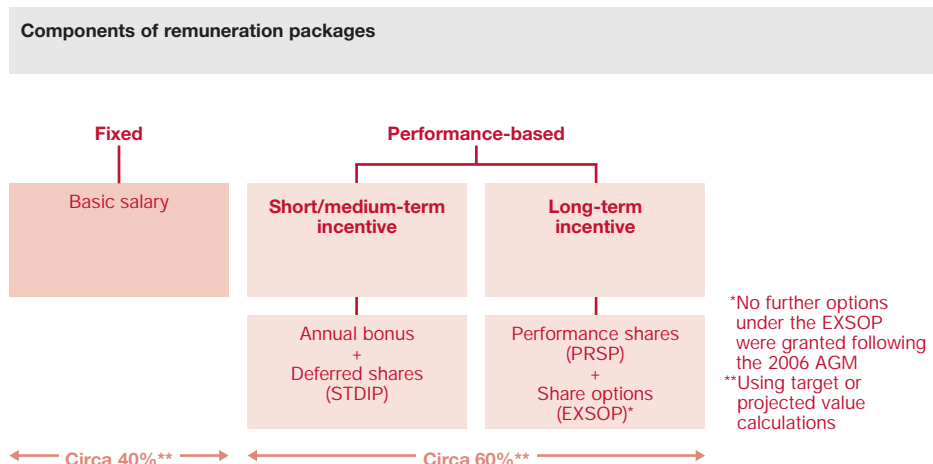 Components of remuneration packages
Fixed
Performance-based
Basic salary
Short/medium-term
incentive
Long-term
incentive
Annual bonus
+
Deferred shares
(STDIP)
Performance shares
(PRSP)
+
Share options
(EXSOP)*
*No further options
under the EXSOP
were granted following
the 2006 AGM
**Using target or
projected value
calculations
Circa 40%**
Circa 60%**